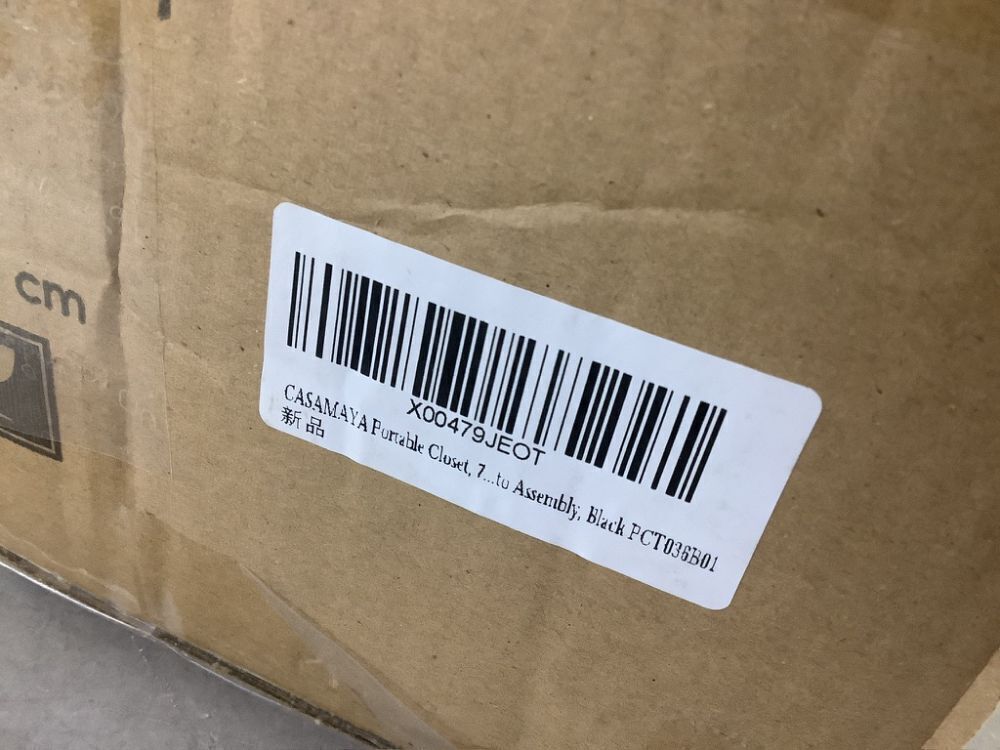 cm
X00479JEOT
CASAMAYA Portable Closet, 7...to Assembly, Black PCT036B01
新品